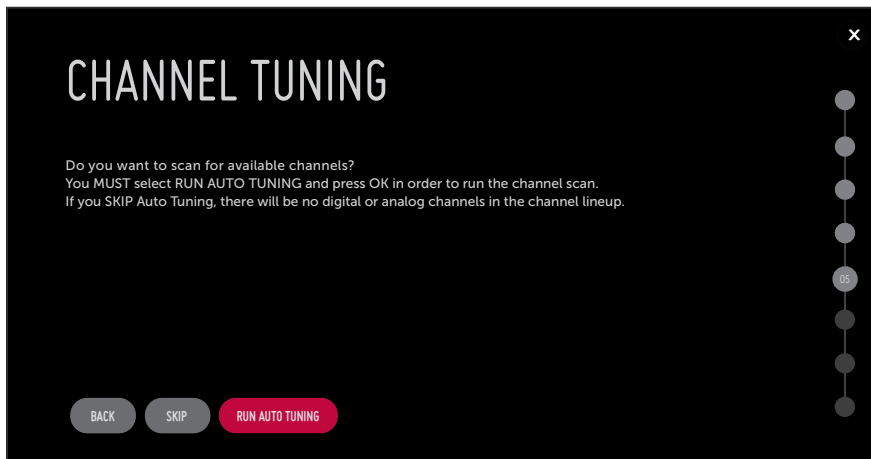 X
CHANNEL TUNING
Do you want to scan for available channels?
You MUST select RUN AUTO TUNING and press OK in order to run the channel scan.
If you SKIP Auto Tuning, there will be no digital or analog channels in the channel lineup.
05
BACK SKIP RUN AUTO TUNING